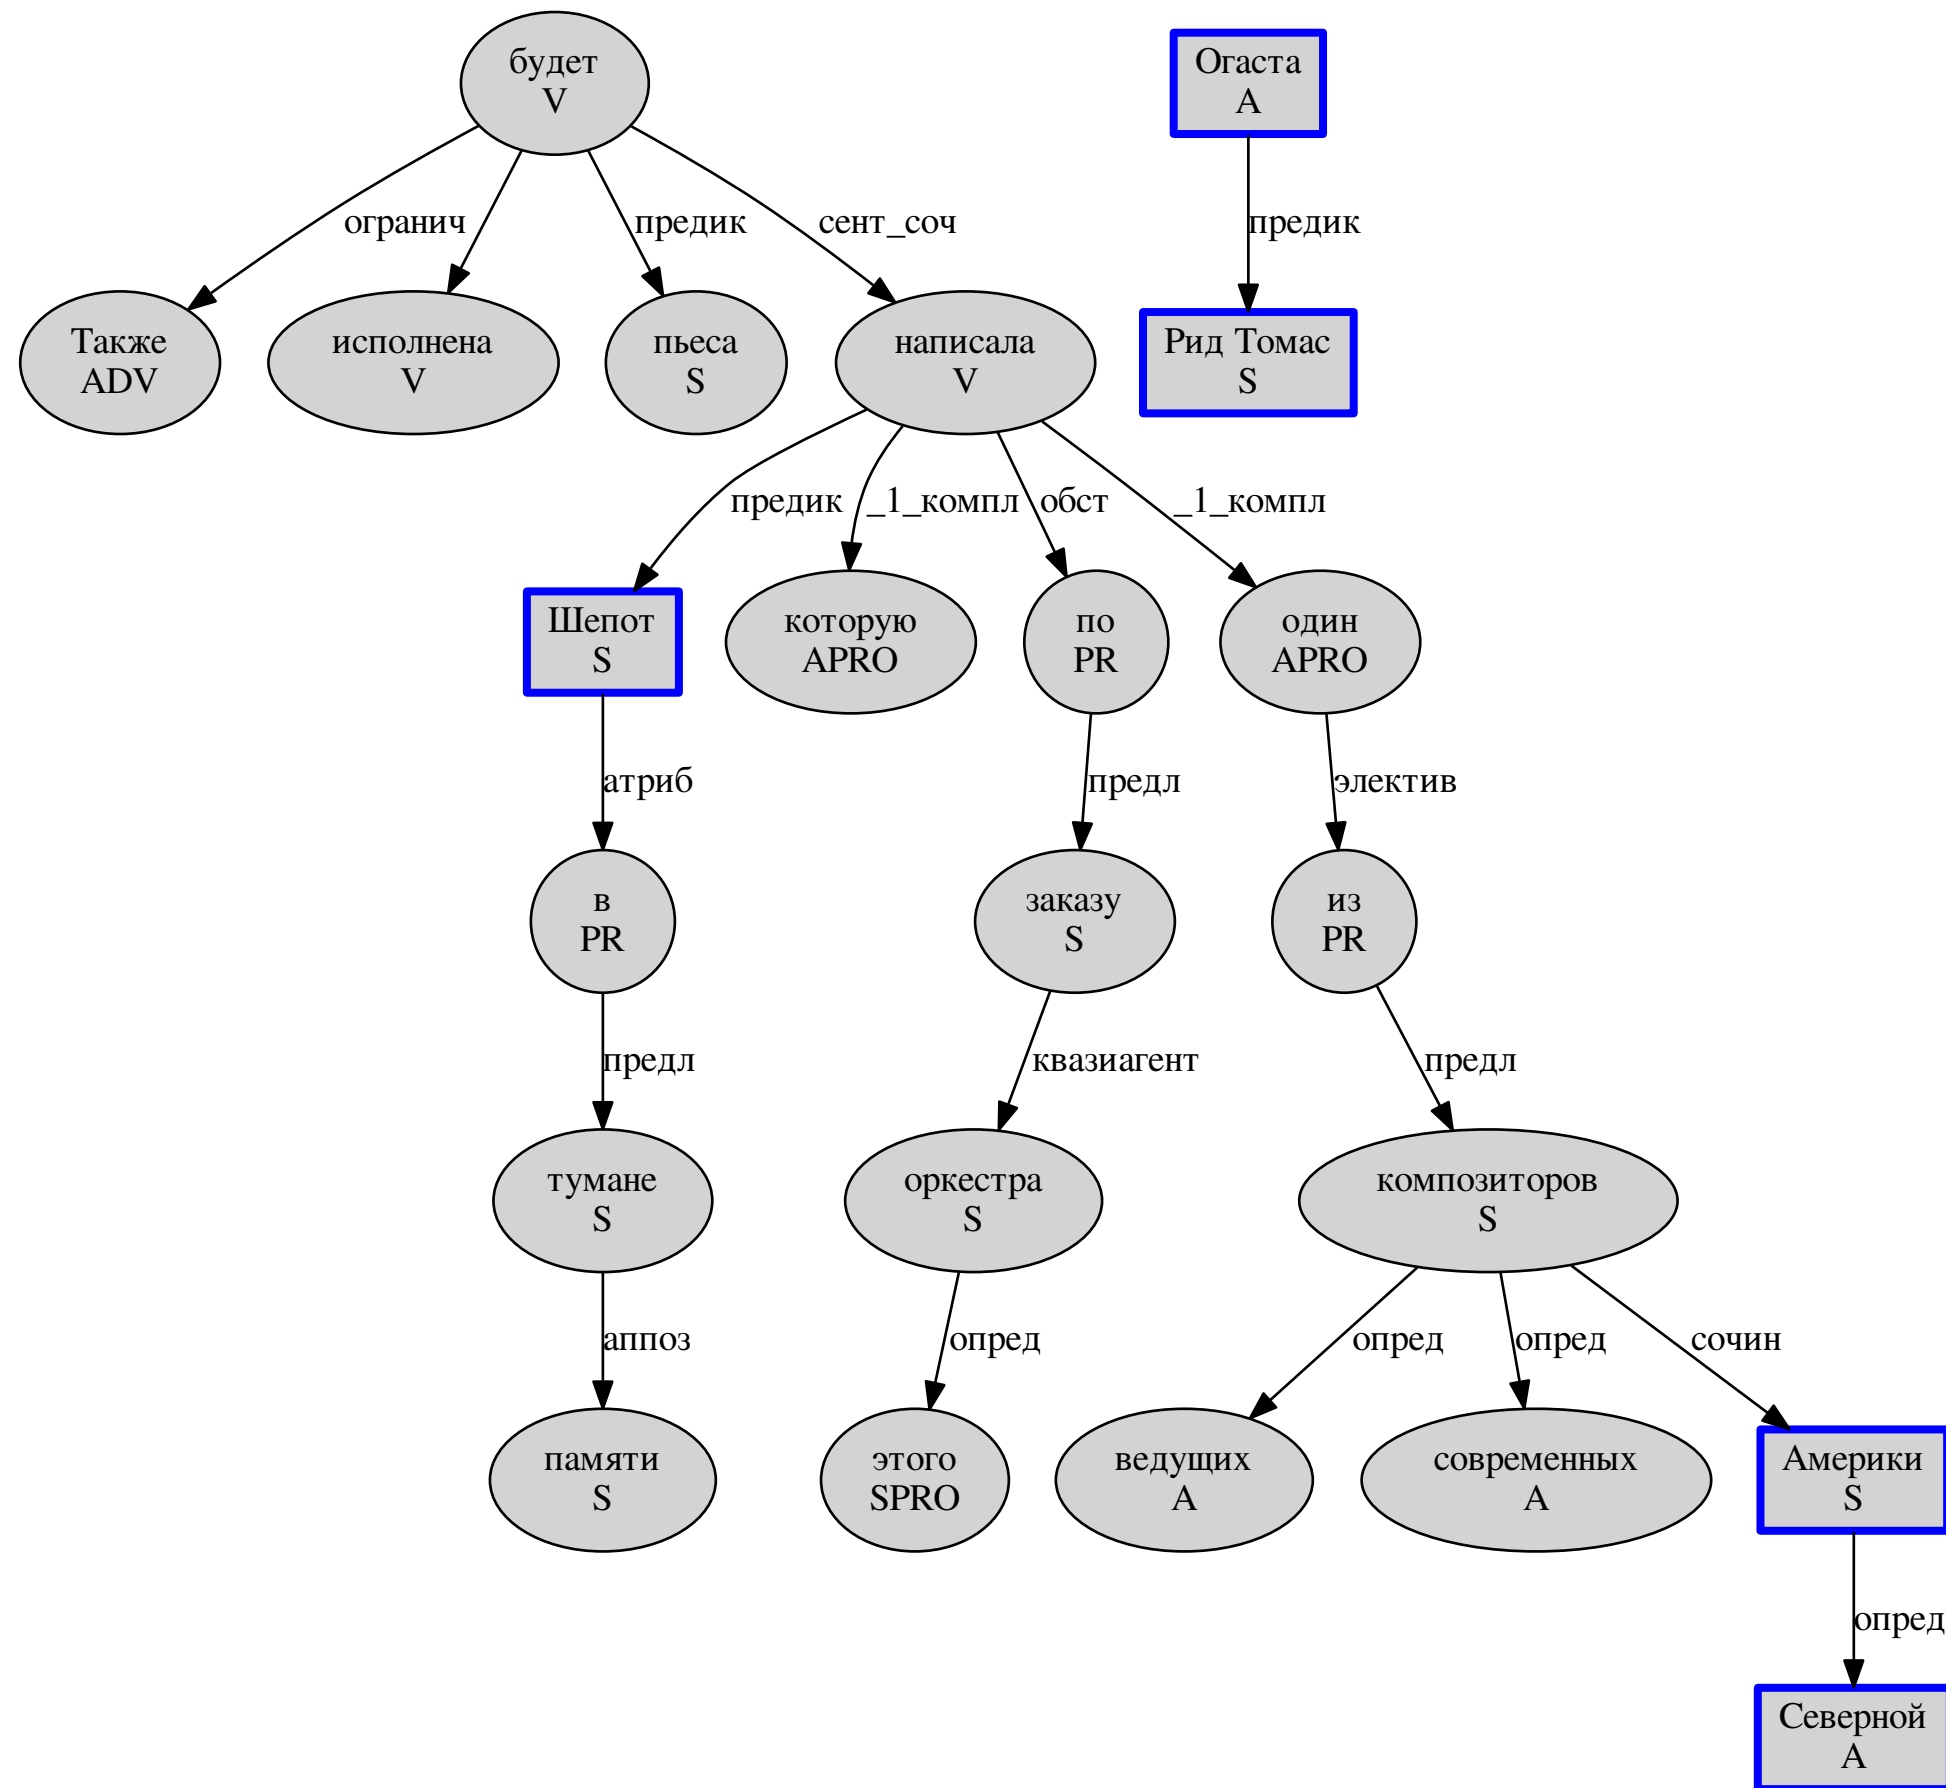 будет
V
Огаста
A
огранич
предик
сент_соч
предик
Также
ADV
исполнена
V
пьеса
S
написала
V
Рид Томас
S
предик
_1_компл
обст
_1_компл
Шепот
S
которую
APRO
по
PR
один
APRO
атриб
предл
электив
в
PR
заказу
S
из
PR
предл
квазиагент
предл
тумане
S
оркестра
S
композиторов
S
аппоз
опред
опред
опред
сочин
памяти
S
этого
SPRO
ведущих
A
современных
A
Америки
S
опред
Северной
A